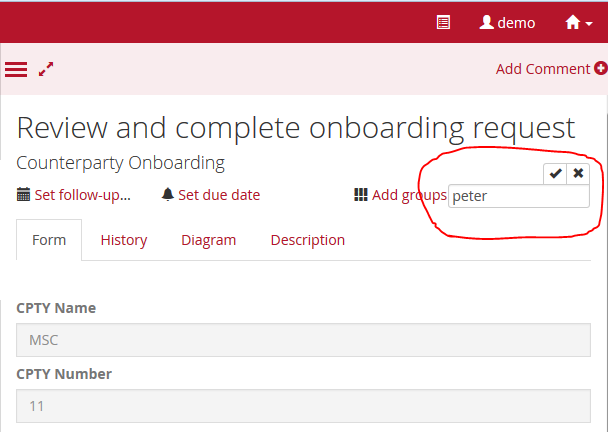 demo
Add Comment
Review and complete onboarding request
Counterparty Onboarding
Set follow-up... Set due date Add groups peter
Form History Diagram Description
CPTY Name
MSC
CPTY Number
11